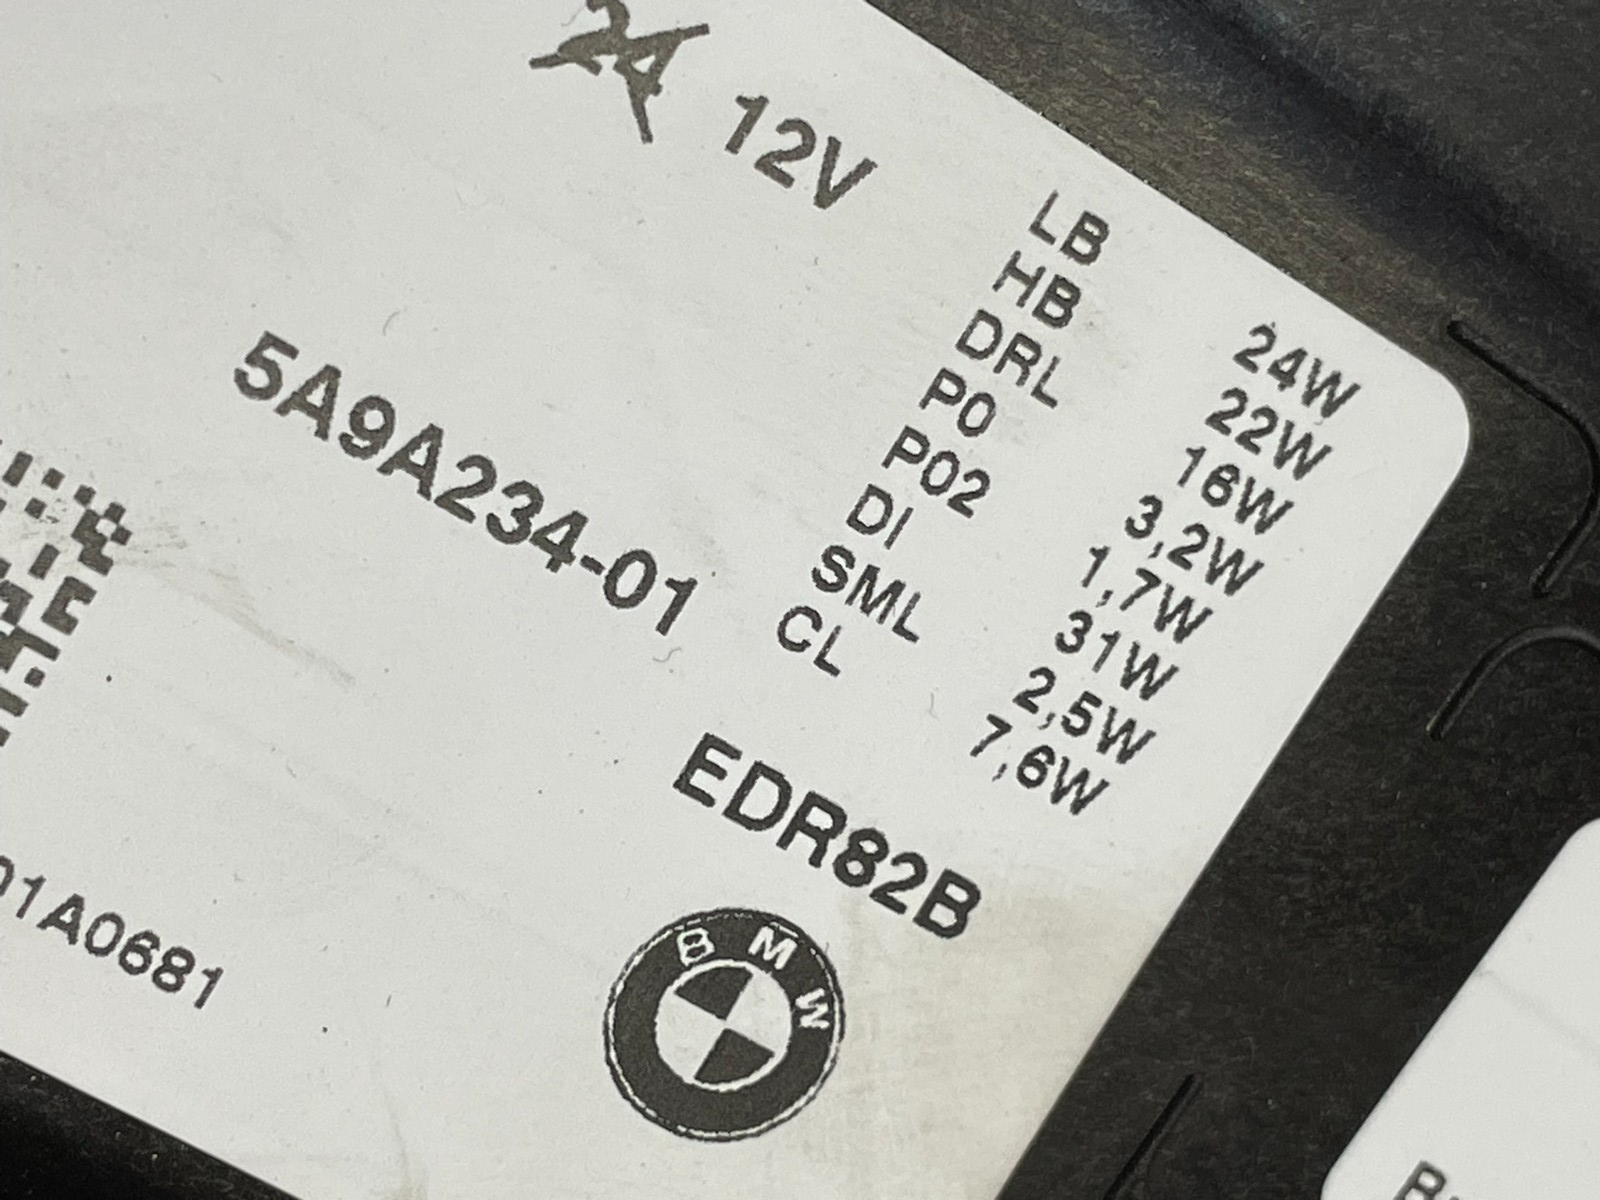 24 12V
LB 24W
HB 22W
DRL 16W
P0 3,2W
P02 1,7W
DI 31W
SML 2,5W
CL 7,6W
5A9A234-01
EDR82B
BMW
01A0681